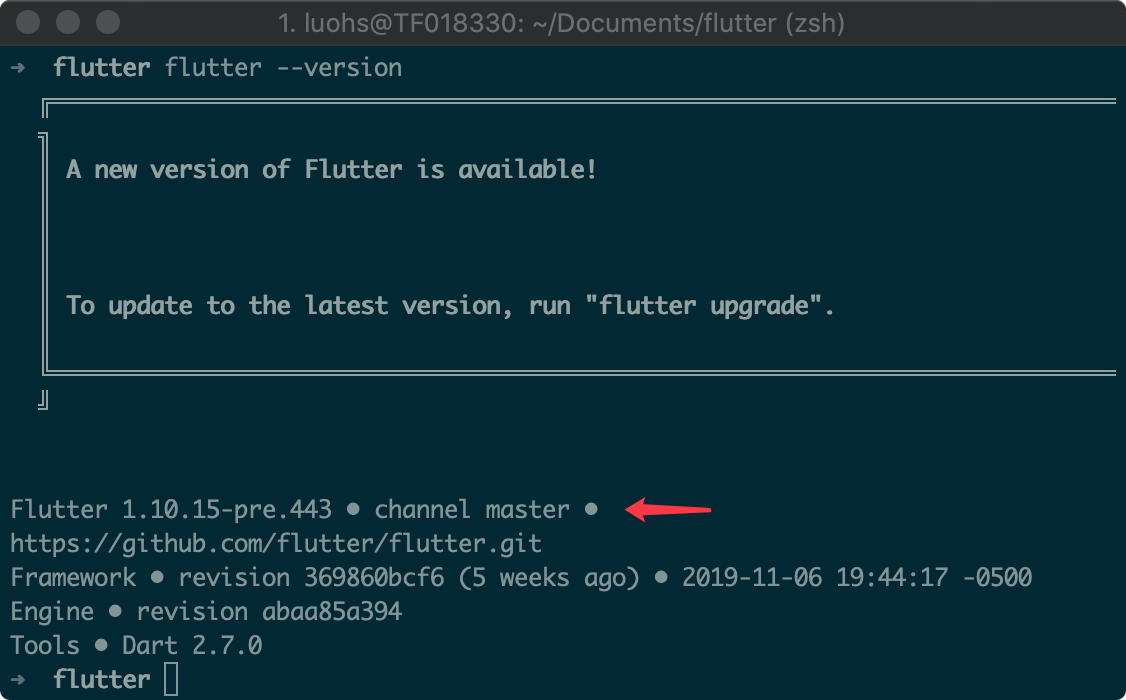 1. luohs@TF018330: ~/Documents/flutter (zsh)
➜ flutter flutter --version
A new version of Flutter is available!
To update to the latest version, run "flutter upgrade".
Flutter 1.10.15-pre.443 • channel master •
https://github.com/flutter/flutter.git
Framework • revision 369860bcf6 (5 weeks ago) • 2019-11-06 19:44:17 -0500
Engine • revision abaa85a394
Tools • Dart 2.7.0
➜ flutter